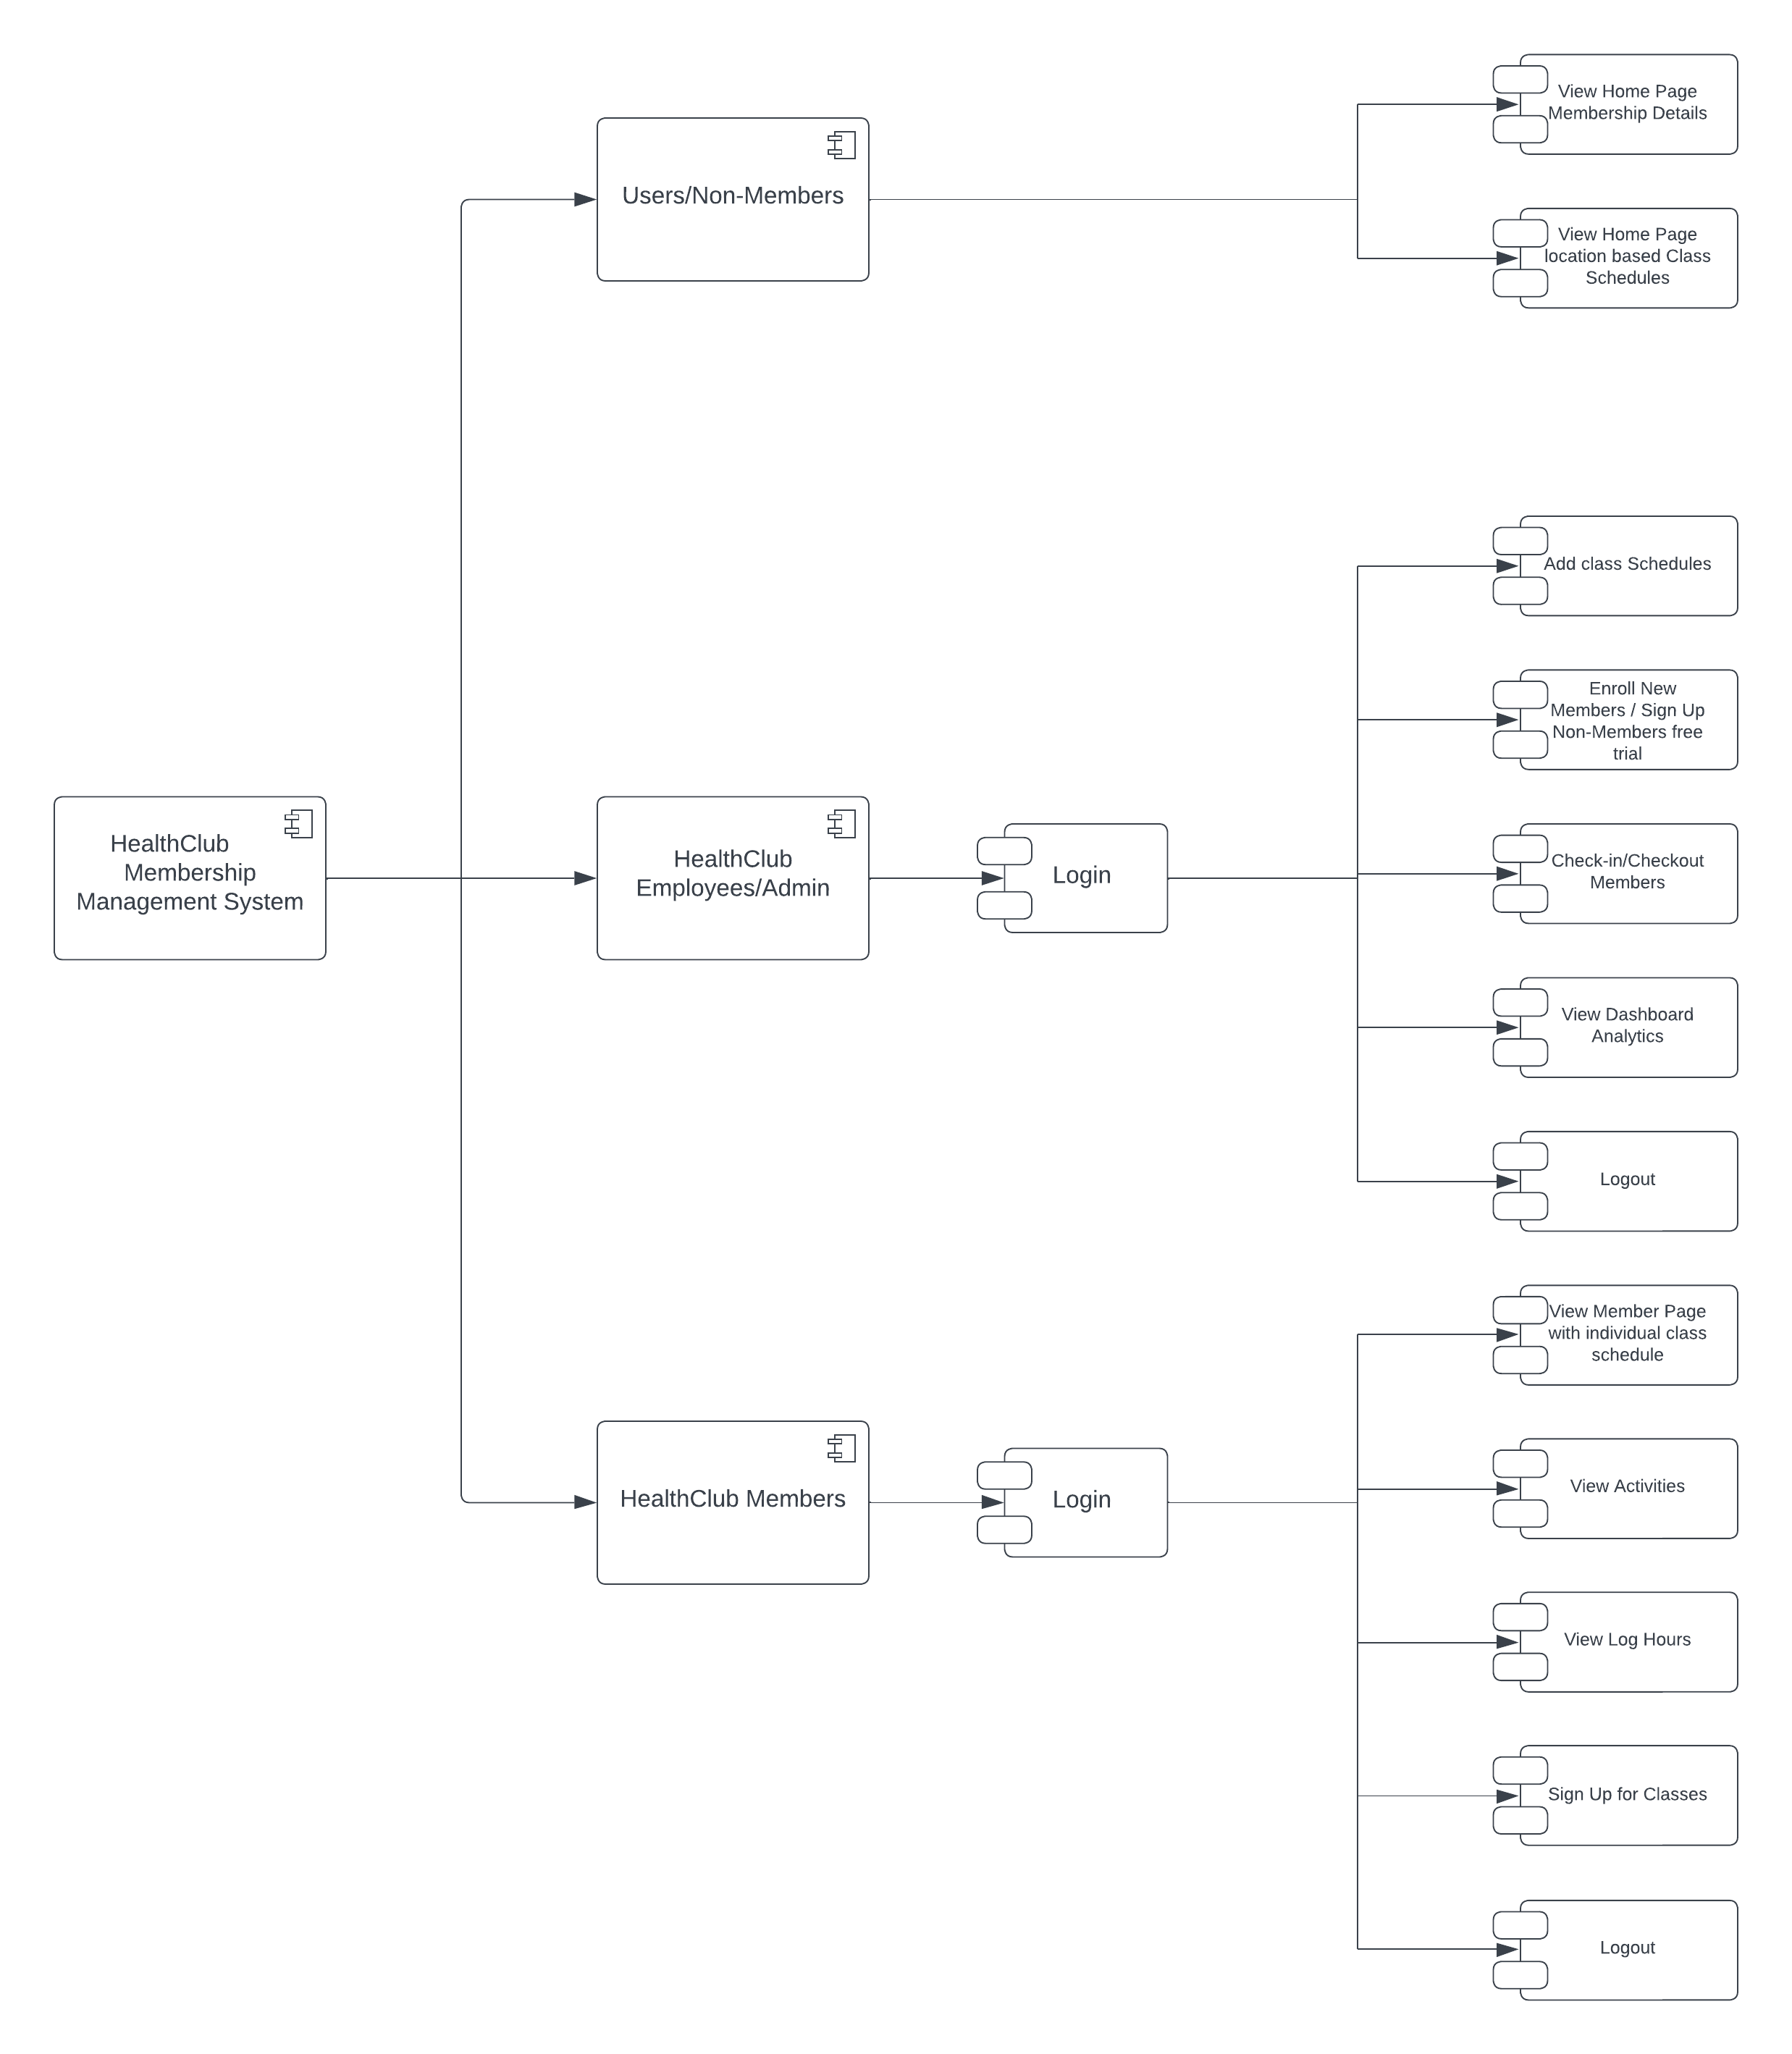 View Home Page
Membership Details
Users/Non-Members
View Home Page
location based Class
Schedules
Add class Schedules
Enroll New
Members / Sign Up
Non-Members free
trial
HealthClub
Membership
Management System
HealthClub
Employees/Admin
Login
Check-in/Checkout
Members
View Dashboard
Analytics
Logout
View Member Page
with individual class
schedule
HealthClub Members
Login
View Activities
View Log Hours
Sign Up for Classes
Logout